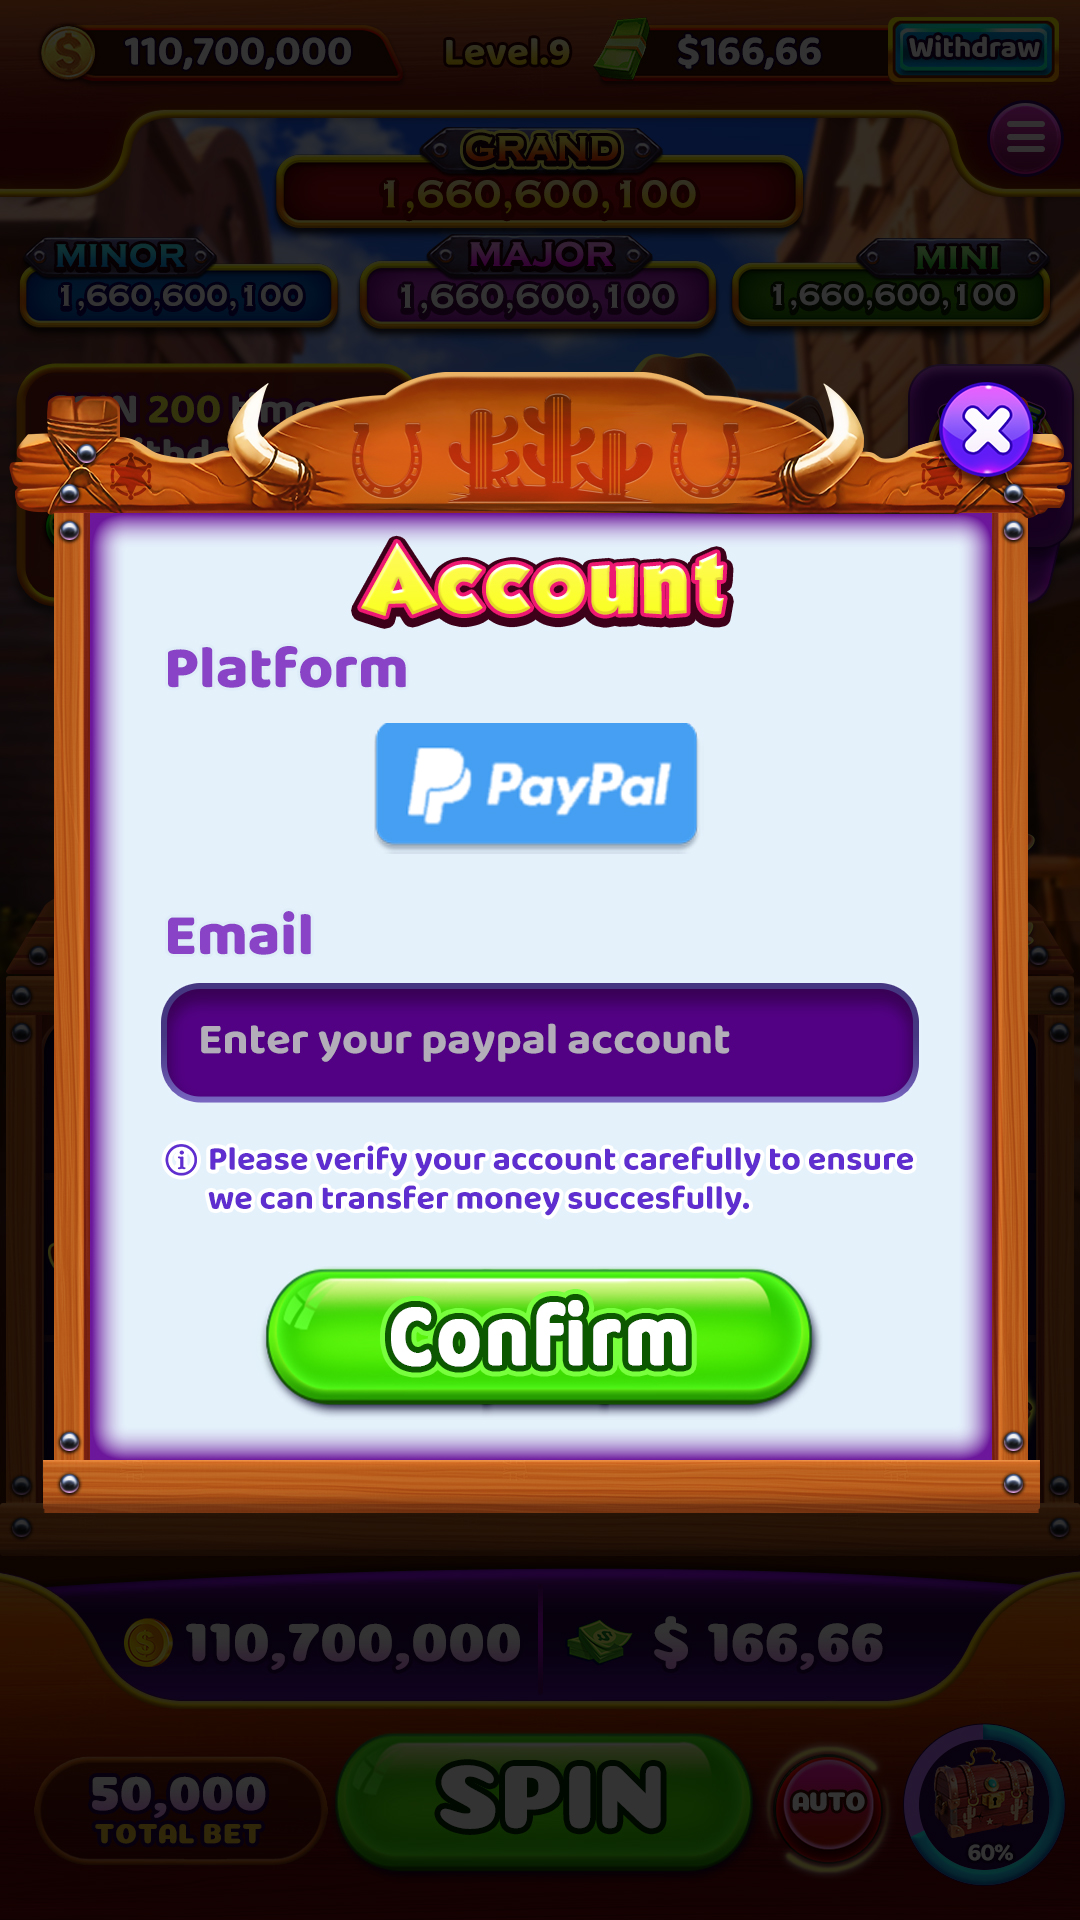 110,700,000
Level.9
$166,66
Withdraw
GRAND
1,660,600,100
MINOR
MAJOR
MINI
1,660,600,100
1,660,600,100
1,660,600,100
200
Account
Platform
PayPal
Email
Enter your paypal account
Please verify your account carefully to ensure
we can transfer money succesfully.
Confirm
110,700,000
$ 166,66
50,000
TOTAL BET
SPIN
AUTO
60%